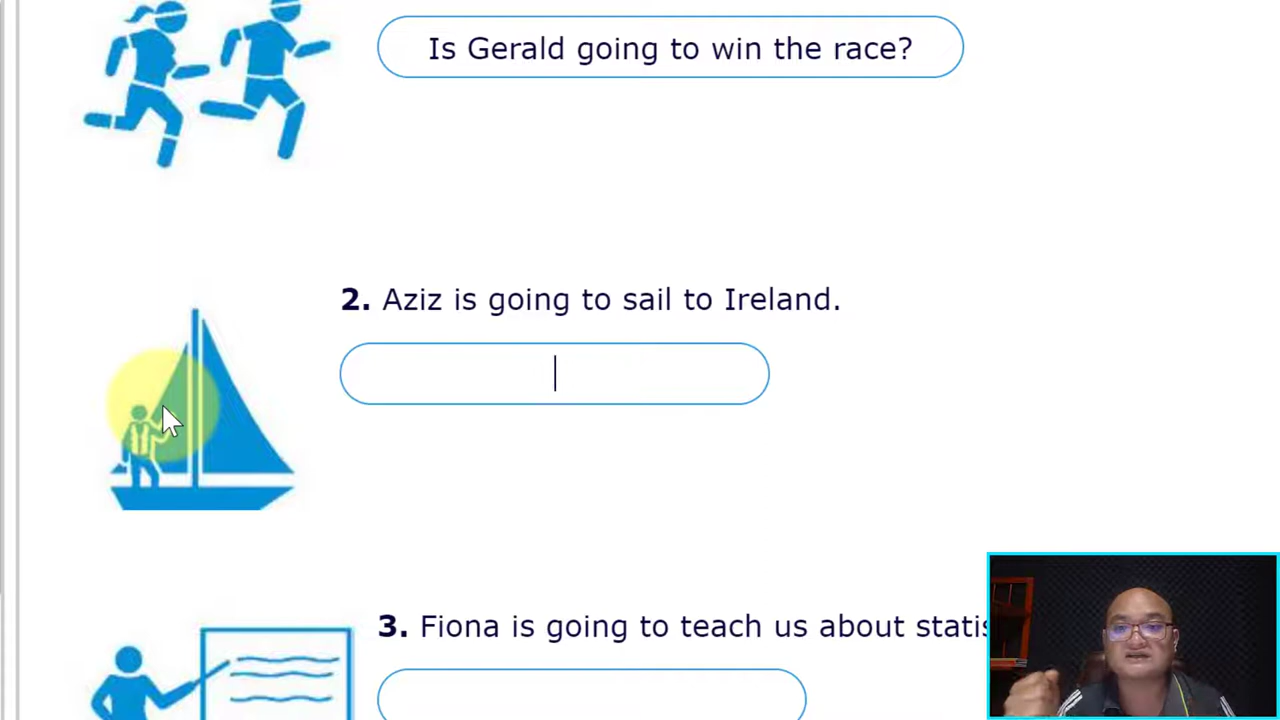 Is Gerald going to win the race?
2. Aziz is going to sail to Ireland.
3. Fiona is going to teach us about